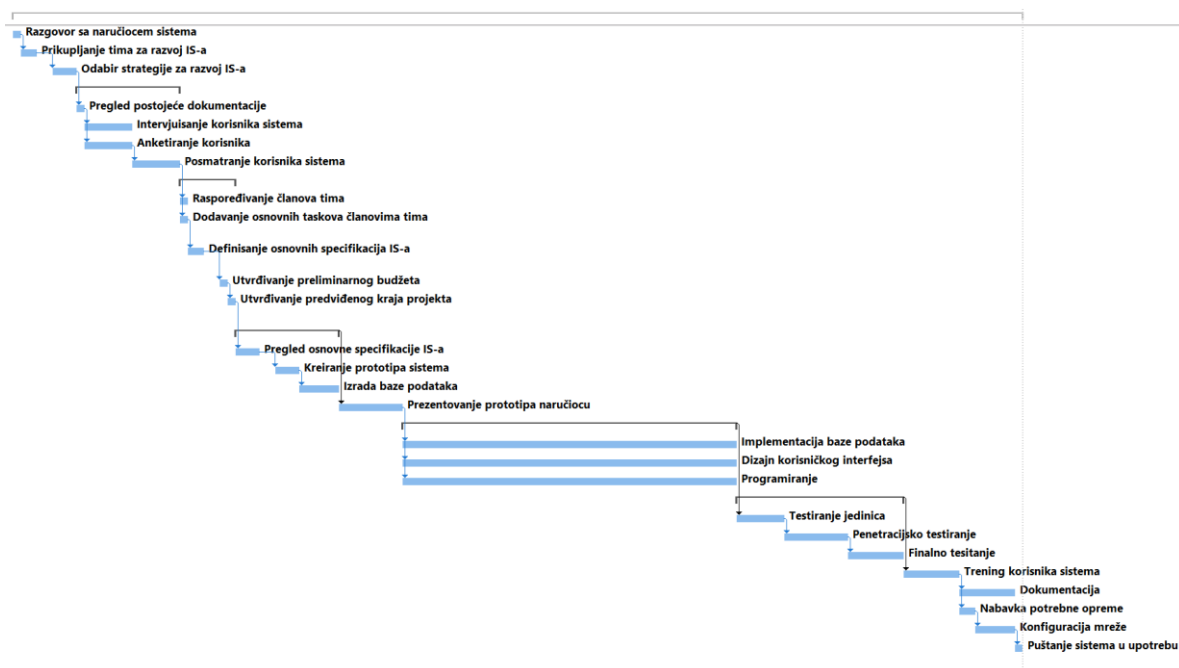 Razgovor sa naručiocem sistema
Prikupljanje tima za razvoj IS-a
Odabir strategije za razvoj IS-a
Pregled postojeće dokumentacije
Intervjuisanje korisnika sistema
Anketiranje korisnika
Posmatranje korisnika sistema
Raspoređivanje članova tima
Dodavanje osnovnih taskova članovima tima
Definisanje osnovnih specifikacija IS-a
Utvrđivanje preliminarnog budžeta
Utvrđivanje predviđenog kraja projekta
Pregled osnovne specifikacije IS-a
Kreiranje prototipa sistema
Izrada baze podataka
Prezentovanje prototipa naručiocu
Implementacija baze podataka
Dizajn korisničkog interfejsa
Programiranje
Testiranje jedinica
Penetracijsko testiranje
Finalno tesitanje
Trening korisnika sistema
Dokumentacija
Nabavka potrebne opreme
Konfiguracija mreže
Puštanje sistema u upotrebu